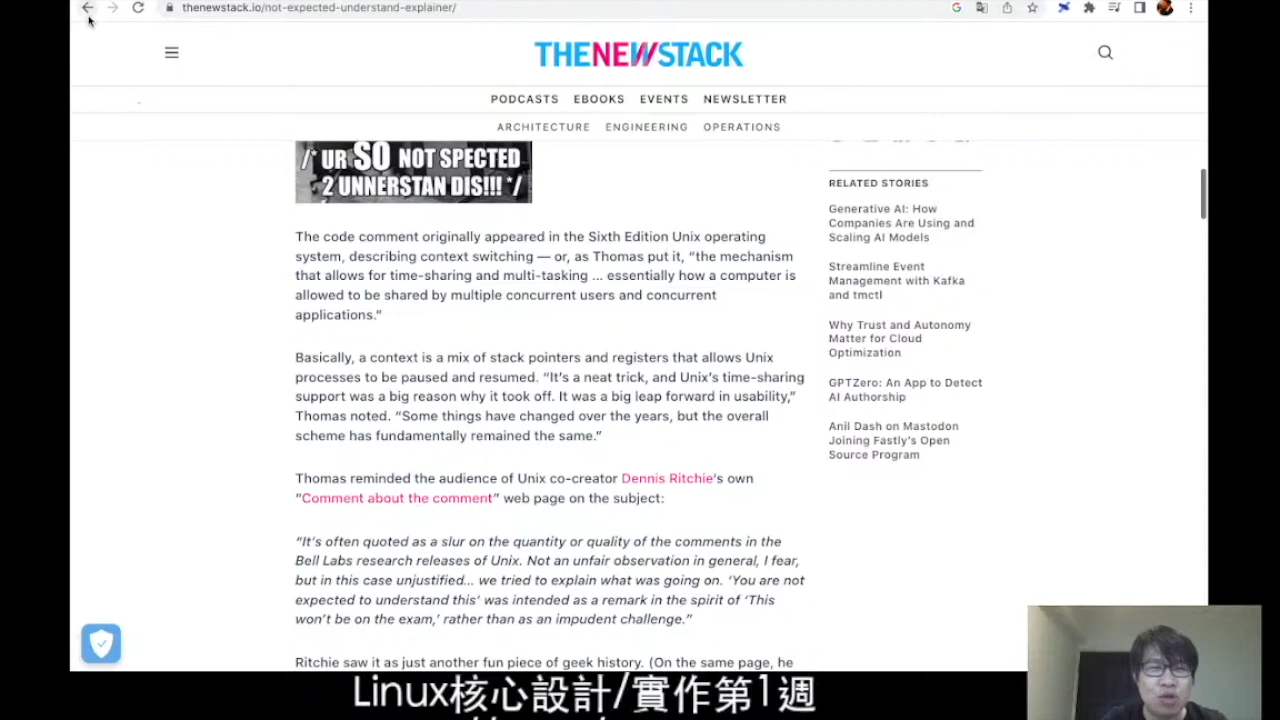 thenewstack.io/not-expected-understand-explainer/
THENEWSTACK
PODCASTS EBOOKS EVENTS NEWSLETTER
ARCHITECTURE ENGINEERING OPERATIONS
/* UR SO NOT SPECTED
2 UNNERSTAN DIS!!! */
The code comment originally appeared in the Sixth Edition Unix operating
system, describing context switching — or, as Thomas put it, “the mechanism
that allows for time-sharing and multi-tasking ... essentially how a computer is
allowed to be shared by multiple concurrent users and concurrent
applications.”
Basically, a context is a mix of stack pointers and registers that allows Unix
processes to be paused and resumed. “It’s a neat trick, and Unix’s time-sharing
support was a big reason why it took off. It was a big leap forward in usability,”
Thomas noted. “Some things have changed over the years, but the overall
scheme has fundamentally remained the same.”
Thomas reminded the audience of Unix co-creator Dennis Ritchie’s own
“Comment about the comment” web page on the subject:
“It’s often quoted as a slur on the quantity or quality of the comments in the
Bell Labs research releases of Unix. Not an unfair observation in general, I fear,
but in this case unjustified... we tried to explain what was going on. ‘You are not
expected to understand this’ was intended as a remark in the spirit of ‘This
won’t be on the exam,’ rather than as an impudent challenge.”
Ritchie saw it as just another fun piece of geek history. (On the same page, he
RELATED STORIES
Generative AI: How
Companies Are Using and
Scaling AI Models
Streamline Event
Management with Kafka
and tmctl
Why Trust and Autonomy
Matter for Cloud
Optimization
GPTZero: An App to Detect
AI Authorship
Anil Dash on Mastodon
Joining Fastly’s Open
Source Program
Linux核心設計/實作第1週